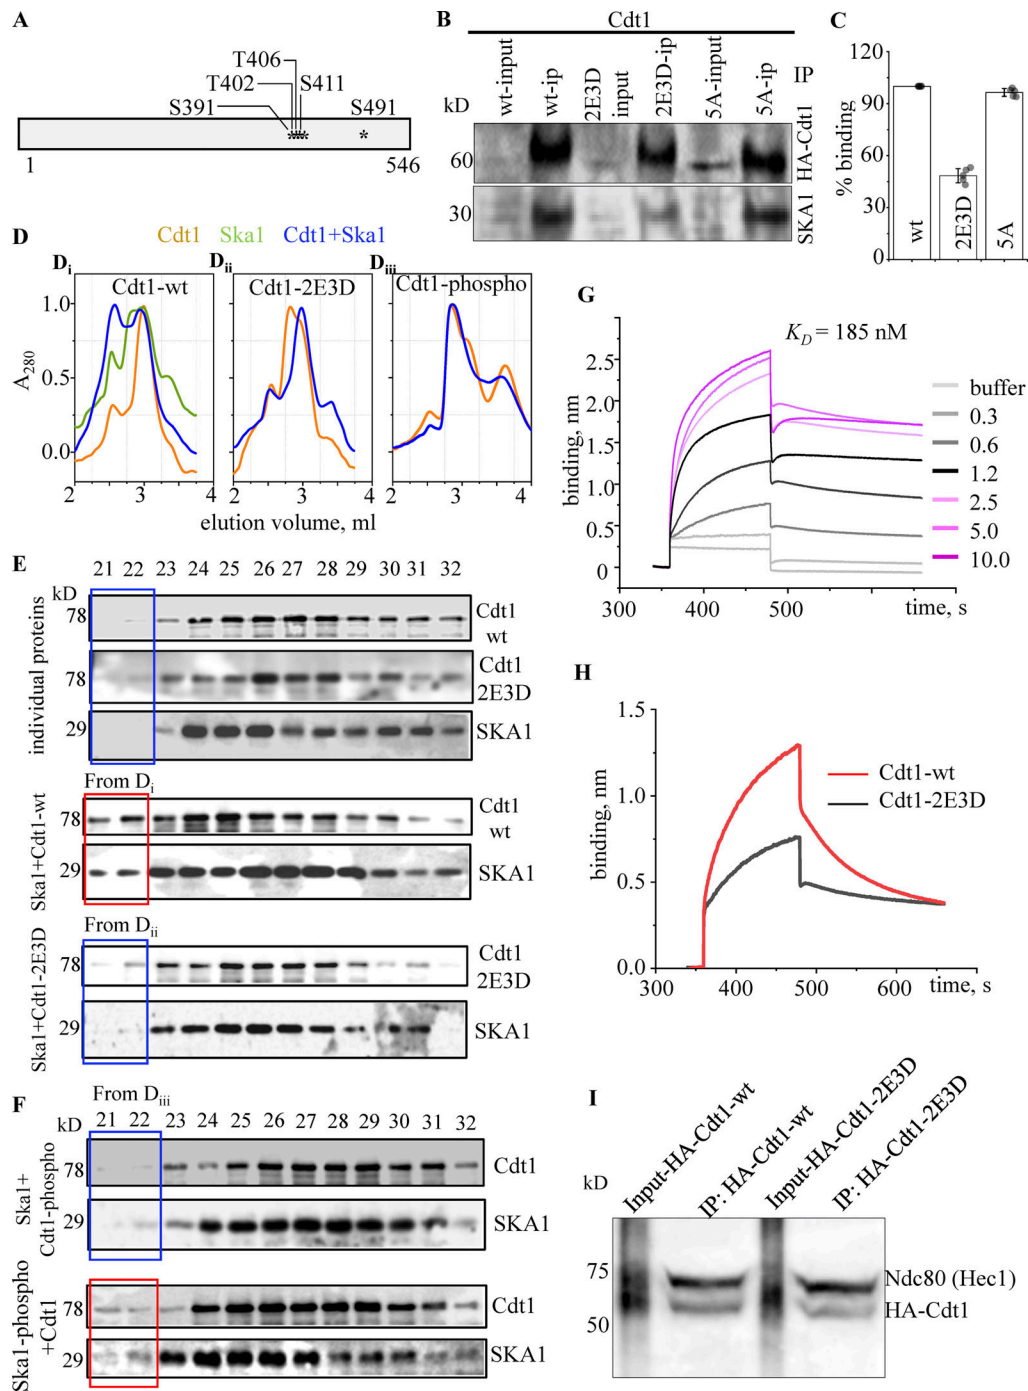 A
T406
T402
S411
S391
S491
*****
*
1
546
B
Cdt1
wt-input
wt-ip
2E3D
input
2E3D-ip
5A-input
5A-ip
IP
kD
60
30
HA-Cdt1
SKA1
C
% binding
120
90
60
30
0
wt
2E3D
5A
D
Cdt1 Ska1 Cdt1+Ska1
Di
Dii
Diii
Cdt1-wt
Cdt1-2E3D
Cdt1-phospho
A280
1.0
0.5
0.0
2 3 4
2 3 4
2 3 4
elution volume, ml
E
21 22 23 24 25 26 27 28 29 30 31 32
kD
individual proteins
78
Cdt1
wt
78
Cdt1
2E3D
29
SKA1
From Di
Ska1+Cdt1-wt
78
Cdt1
wt
29
SKA1
From Dii
Ska1+Cdt1-2E3D
78
Cdt1
2E3D
29
SKA1
F
From Diii
21 22 23 24 25 26 27 28 29 30 31 32
kD
Ska1+
Cdt1-phospho
78
Cdt1
29
SKA1
Ska1-phospho
+Cdt1
78
Cdt1
29
SKA1
G
KD = 185 nM
binding, nm
2.5
2.0
1.5
1.0
0.5
0
300 400 500
time, s
buffer
0.3
0.6
1.2
2.5
5.0
10.0
H
binding, nm
1.5
1.0
0.5
0.0
300 400 500 600
time, s
Cdt1-wt
Cdt1-2E3D
I
Input-HA-Cdt1-wt
IP: HA-Cdt1-wt
Input-HA-Cdt1-2E3D
IP: HA-Cdt1-2E3D
kD
75
50
Ndc80 (Hec1)
HA-Cdt1